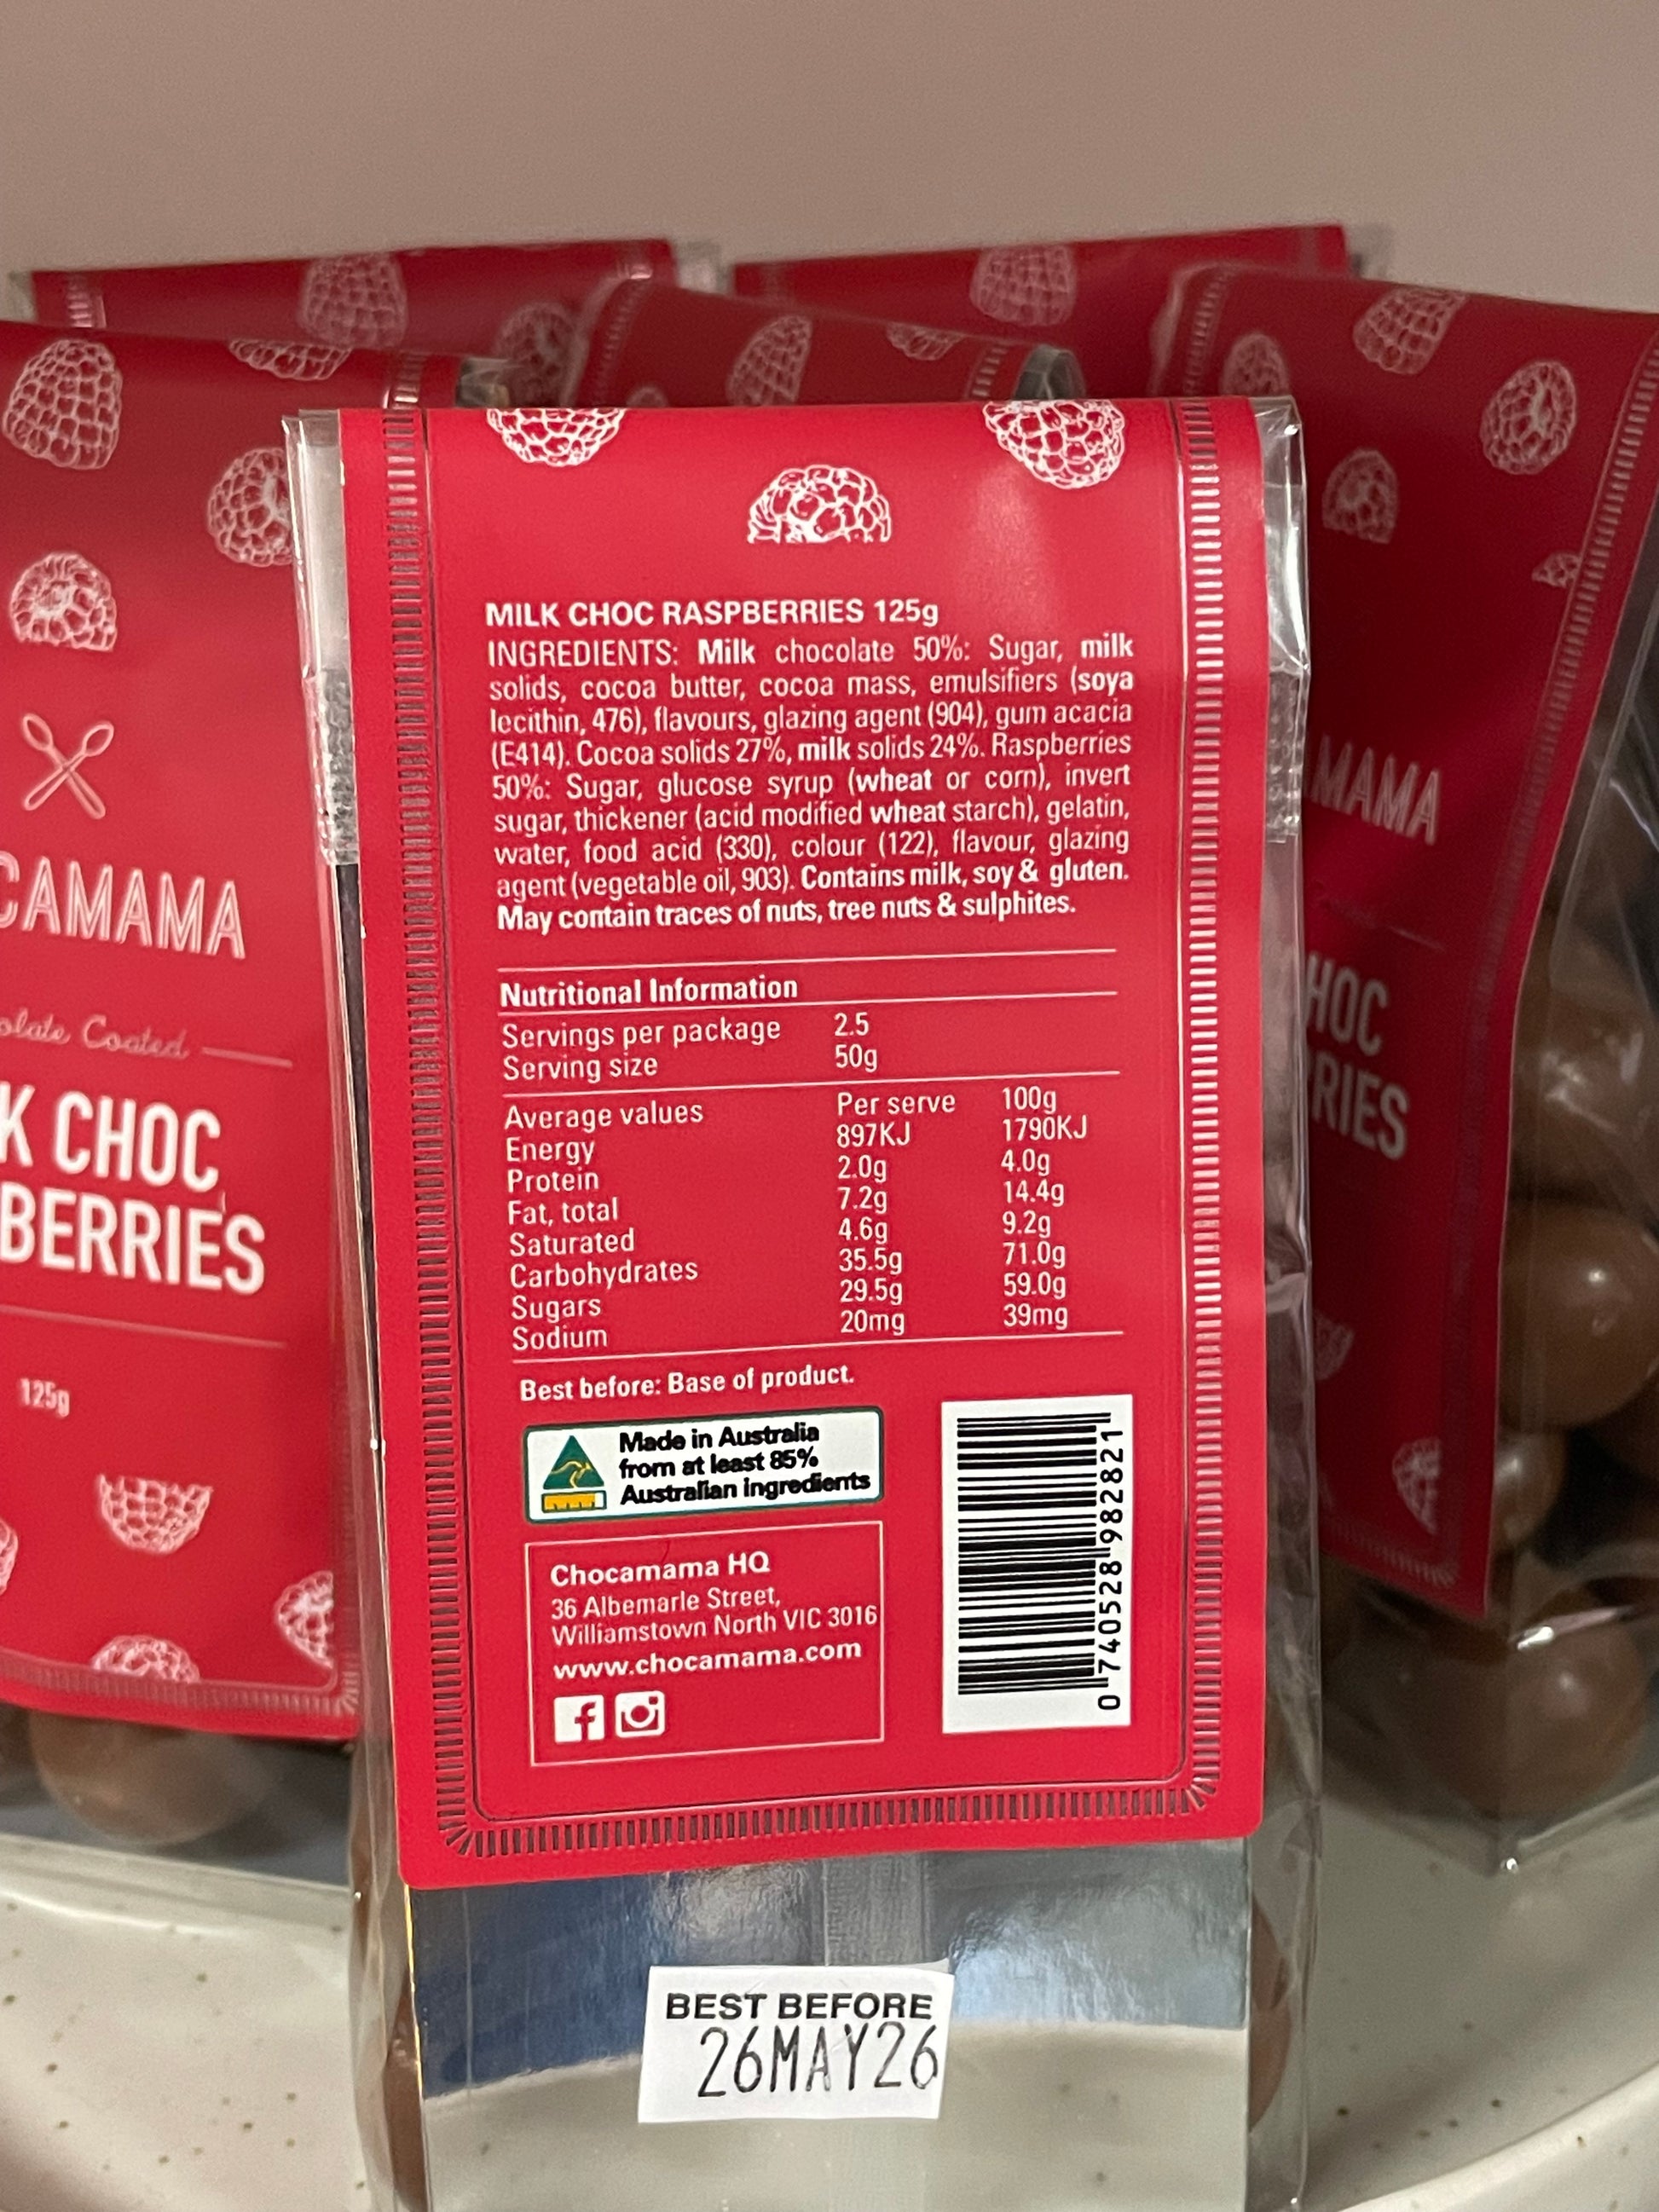 MILK CHOC RASPBERRIES 125g
INGREDIENTS: Milk chocolate 50%: Sugar, milk
solids, cocoa butter, cocoa mass, emulsifiers (soya
lecithin, 476), flavours, glazing agent (904), gum acacia
(E414). Cocoa solids 27%, milk solids 24%. Raspberries
50%: Sugar, glucose syrup (wheat or corn), invert
sugar, thickener (acid modified wheat starch), gelatin,
water, food acid (330), colour (122), flavour, glazing
agent (vegetable oil, 903). Contains milk, soy & gluten.
May contain traces of nuts, tree nuts & sulphites.
Nutritional Information
Servings per package 2.5
Serving size 50g
Average values Per serve 100g
Energy 897KJ 1790KJ
Protein 2.0g 4.0g
Fat, total 7.2g 14.4g
Saturated 4.6g 9.2g
Carbohydrates 35.5g 71.0g
Sugars 29.5g 59.0g
Sodium 20mg 39mg
Best before: Base of product.
Made in Australia
from at least 85%
Australian ingredients
Chocamama HQ
36 Albemarle Street,
Williamstown North VIC 3016
www.chocamama.com
0 740528 982821
BEST BEFORE
26MAY26
CAMAMA
olate Coated
K CHOC
BERRIES
125g
MAMA
HOC
RIES